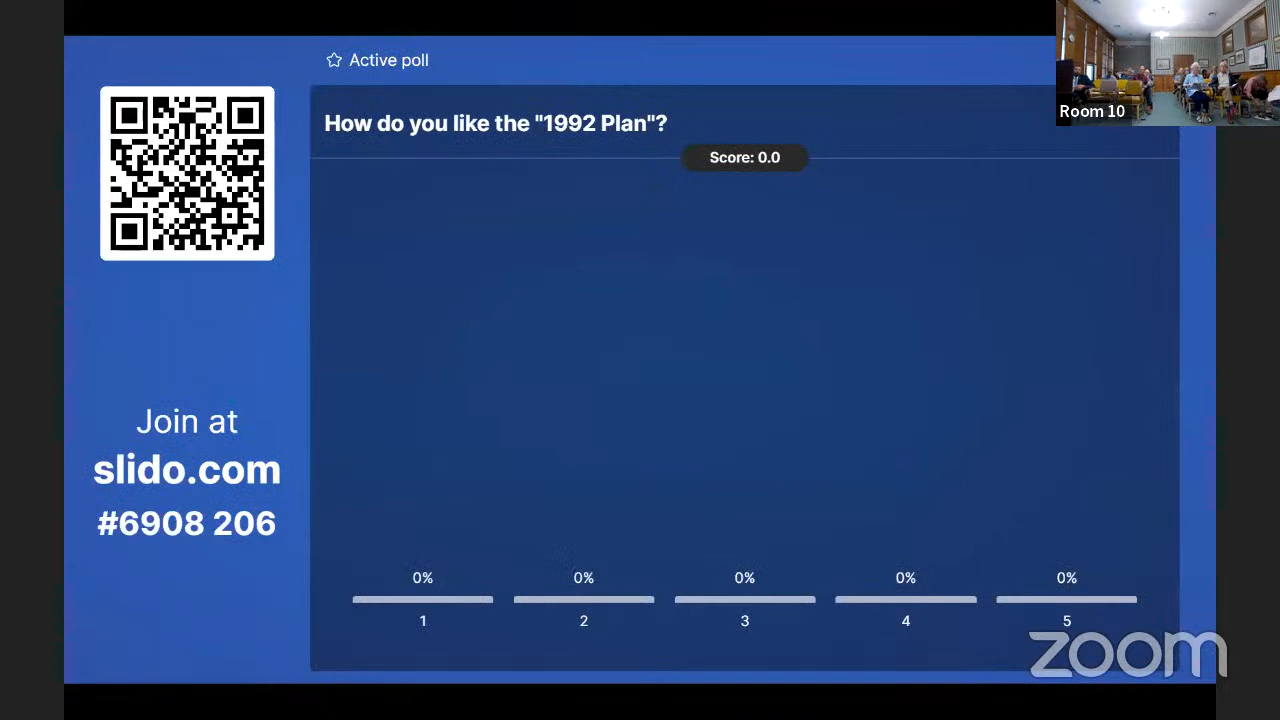 Active poll
How do you like the "1992 Plan"?
Score: 0.0
Room 10
Join at
slido.com
#6908 206
0% 0% 0% 0% 0%
1 2 3 4 5
zoom